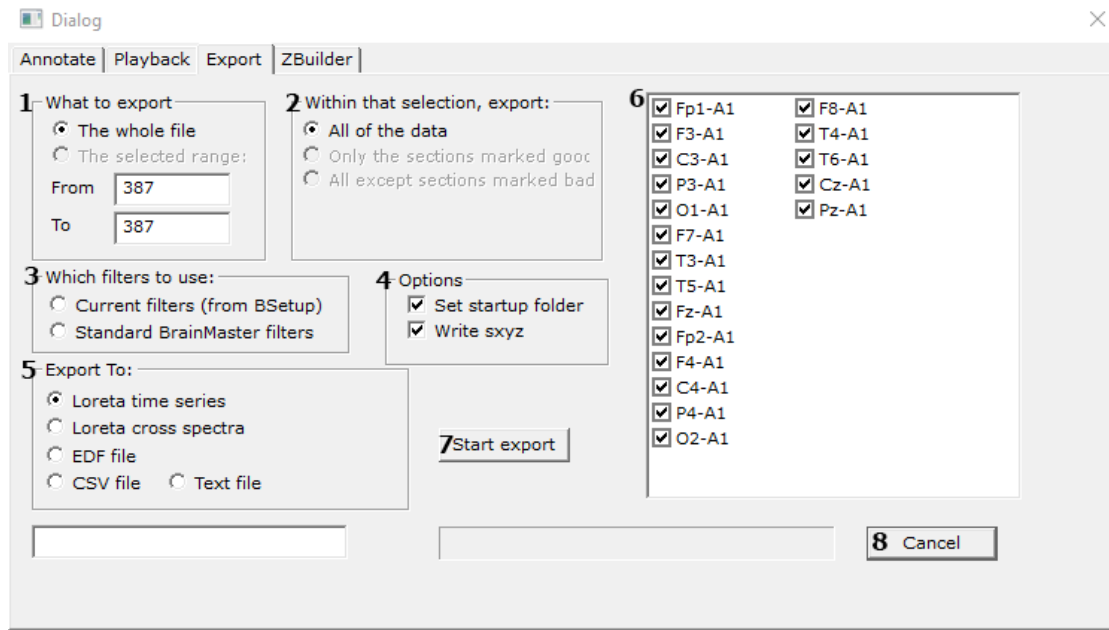 Dialog
Annotate Playback Export ZBuilder
1 What to export
The whole file
The selected range:
From 387
To 387
2 Within that selection, export:
All of the data
Only the sections marked gooc
All except sections marked bad
3 Which filters to use:
Current filters (from BSetup)
Standard BrainMaster filters
4 Options
Set startup folder
Write sxyz
5 Export To:
Loreta time series
Loreta cross spectra
EDF file
CSV file Text file
6
Fp1-A1
F3-A1
C3-A1
P3-A1
O1-A1
F7-A1
T3-A1
T5-A1
Fz-A1
Fp2-A1
F4-A1
C4-A1
P4-A1
O2-A1
F8-A1
T4-A1
T6-A1
Cz-A1
Pz-A1
7 Start export
8 Cancel